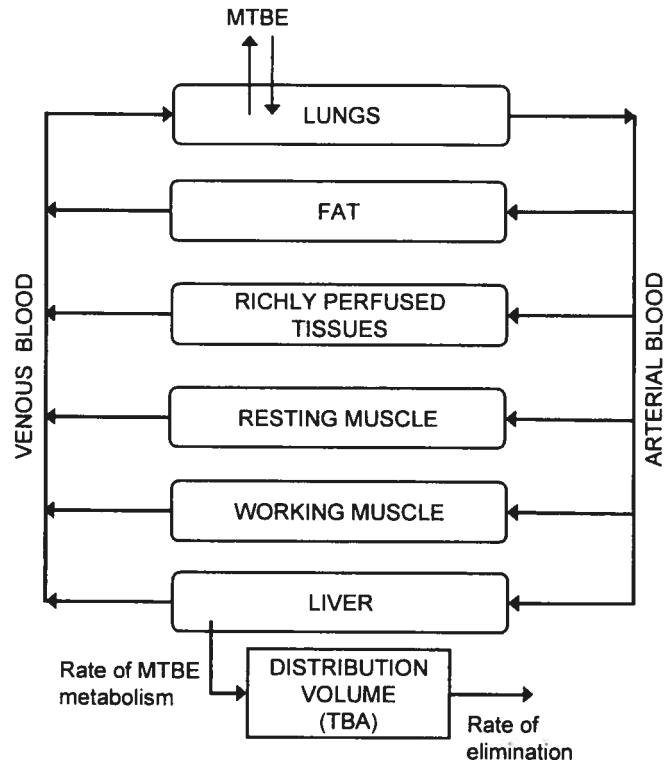 MTBE
LUNGS
FAT
RICHLY PERFUSED
TISSUES
RESTING MUSCLE
WORKING MUSCLE
LIVER
VENOUS BLOOD
ARTERIAL BLOOD
Rate of MTBE
metabolism
DISTRIBUTION
VOLUME
(TBA)
Rate of
elimination